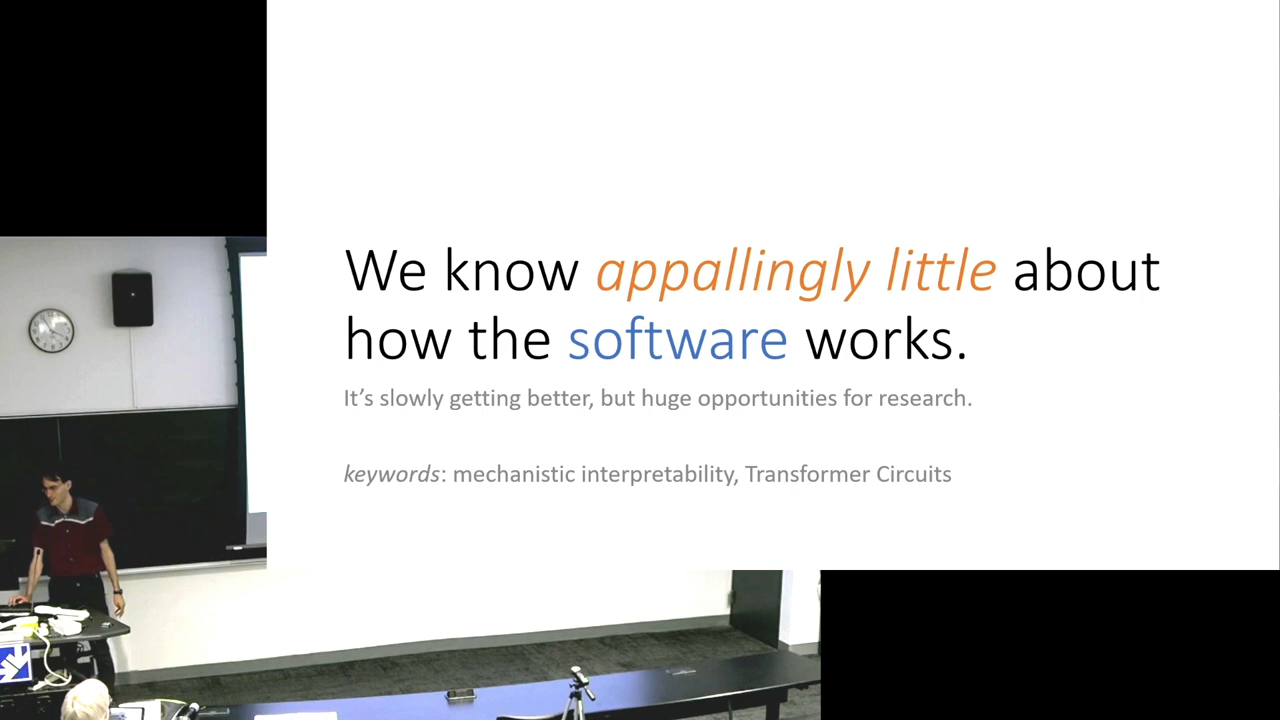 We know appallingly little about
how the software works.
It's slowly getting better, but huge opportunities for research.
keywords: mechanistic interpretability, Transformer Circuits